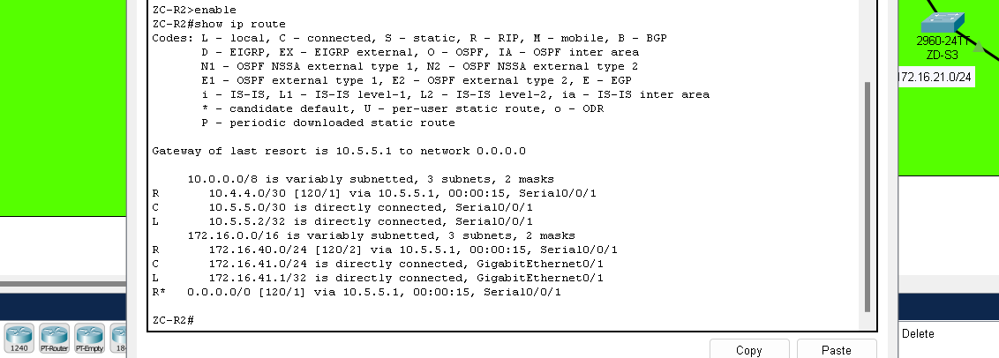 ZC-R2>enable
ZC-R2#show ip route
Codes: L - local, C - connected, S - static, R - RIP, M - mobile, B - BGP
D - EIGRP, EX - EIGRP external, O - OSPF, IA - OSPF inter area
N1 - OSPF NSSA external type 1, N2 - OSPF NSSA external type 2
E1 - OSPF external type 1, E2 - OSPF external type 2, E - EGP
i - IS-IS, L1 - IS-IS level-1, L2 - IS-IS level-2, ia - IS-IS inter area
* - candidate default, U - per-user static route, o - ODR
P - periodic downloaded static route
Gateway of last resort is 10.5.5.1 to network 0.0.0.0
10.0.0.0/8 is variably subnetted, 3 subnets, 2 masks
R 10.4.4.0/30 [120/1] via 10.5.5.1, 00:00:15, Serial0/0/1
C 10.5.5.0/30 is directly connected, Serial0/0/1
L 10.5.5.2/32 is directly connected, Serial0/0/1
172.16.0.0/16 is variably subnetted, 3 subnets, 2 masks
R 172.16.40.0/24 [120/2] via 10.5.5.1, 00:00:15, Serial0/0/1
C 172.16.41.0/24 is directly connected, GigabitEthernet0/1
L 172.16.41.1/32 is directly connected, GigabitEthernet0/1
R* 0.0.0.0/0 [120/1] via 10.5.5.1, 00:00:15, Serial0/0/1
ZC-R2#
Copy Paste
2960-24TT
ZD-S3
172.16.21.0/24
Delete
1240 PT-Router PT-Empty 184